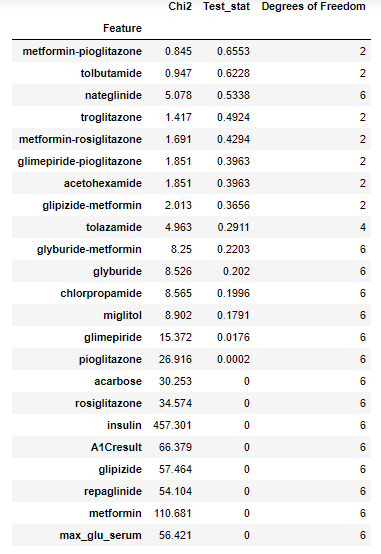 Chi2 Test_stat Degrees of Freedom
Feature
metformin-pioglitazone 0.845 0.6553 2
tolbutamide 0.947 0.6228 2
nateglinide 5.078 0.5338 6
troglitazone 1.417 0.4924 2
metformin-rosiglitazone 1.691 0.4294 2
glimepiride-pioglitazone 1.851 0.3963 2
acetohexamide 1.851 0.3963 2
glipizide-metformin 2.013 0.3656 2
tolazamide 4.963 0.2911 4
glyburide-metformin 8.25 0.2203 6
glyburide 8.526 0.202 6
chlorpropamide 8.565 0.1996 6
miglitol 8.902 0.1791 6
glimepiride 15.372 0.0176 6
pioglitazone 26.916 0.0002 6
acarbose 30.253 0 6
rosiglitazone 34.574 0 6
insulin 457.301 0 6
A1Cresult 66.379 0 6
glipizide 57.464 0 6
repaglinide 54.104 0 6
metformin 110.681 0 6
max_glu_serum 56.421 0 6